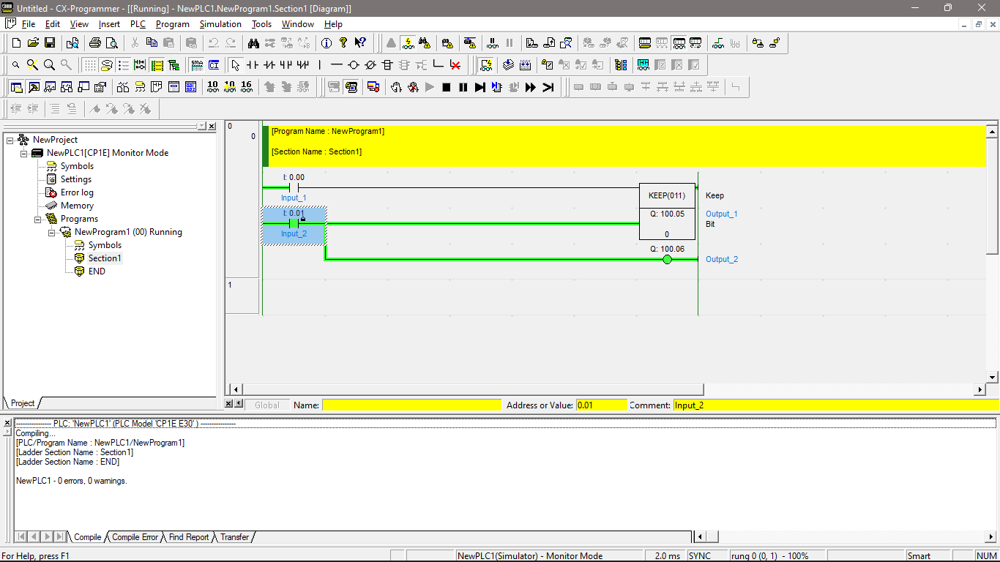 Untitled - CX-Programmer - [[Running] - NewPLC1.NewProgram1.Section1 [Diagram]]
File Edit View Insert PLC Program Simulation Tools Window Help
SMA CI
10 10 16
NewProject
NewPLC1[CP1E] Monitor Mode
Symbols
Settings
Error log
Memory
Programs
NewProgram1 (00) Running
Symbols
Section1
END
Project
0
0
[Program Name : NewProgram1]
[Section Name : Section1]
I: 0.00
Input_1
KEEP(011)
Keep
I: 0.01
Input_2
Q: 100.05
Output_1
Bit
0
Q: 100.06
Output_2
1
Global Name: Address or Value: 0.01 Comment: Input_2
---------------- PLC: 'NewPLC1' (PLC Model 'CP1E E30' ) ----------------
Compiling...
[PLC/Program Name : NewPLC1/NewProgram1]
[Ladder Section Name : Section1]
[Ladder Section Name : END]
NewPLC1 - 0 errors, 0 warnings.
Compile Compile Error Find Report Transfer
For Help, press F1 NewPLC1(Simulator) - Monitor Mode 2.0 ms SYNC rung 0 (0, 1) - 100% Smart NUM